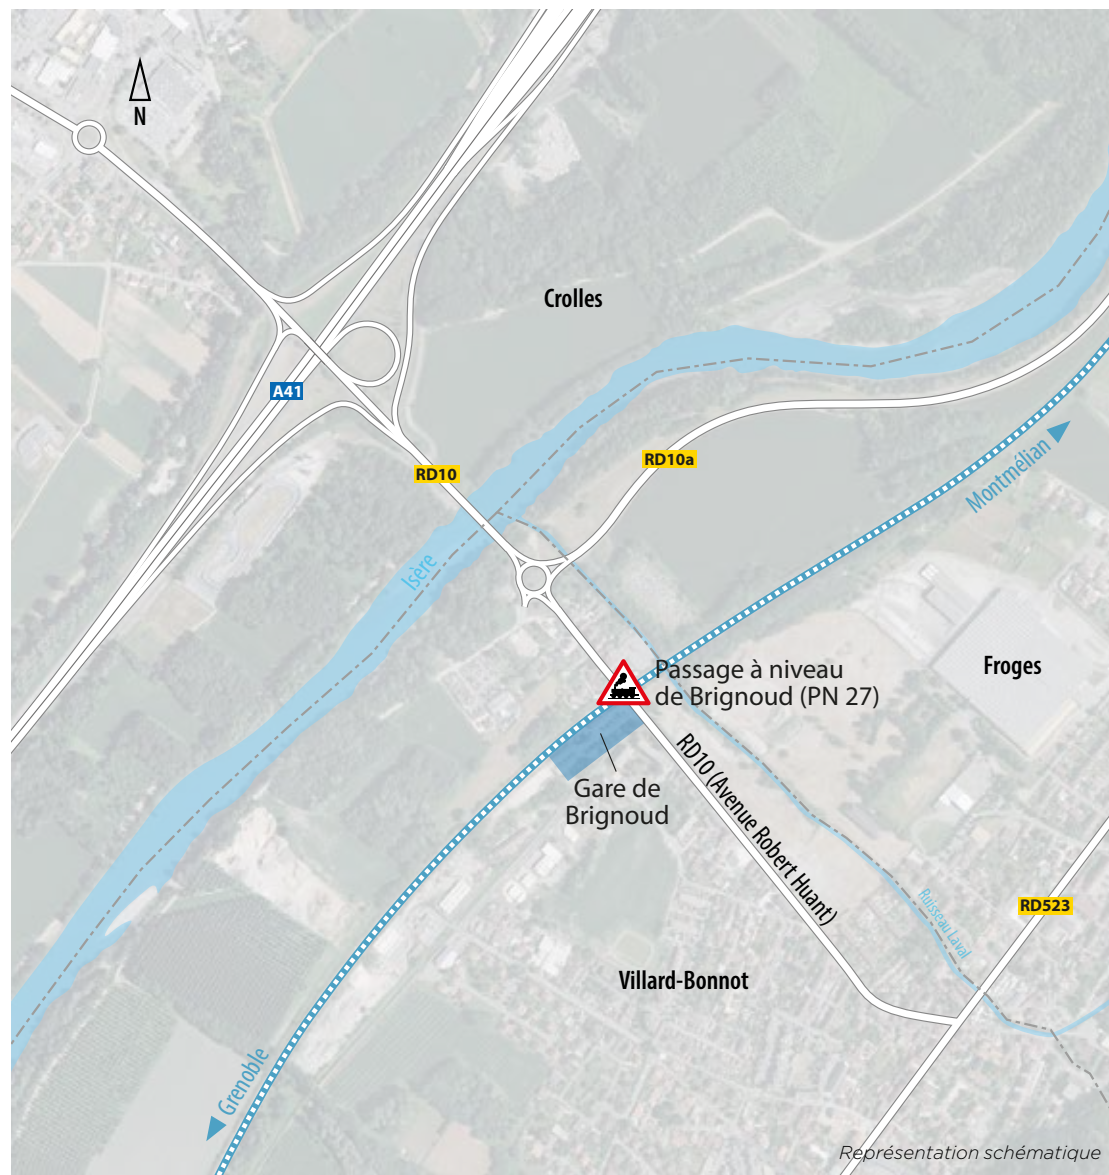 N
Crolles
A41
RD10
RD10a
Montmélian
Isère
Froges
Passage à niveau
de Brignoud (PN 27)
Gare de
Brignoud
RD10 (Avenue Robert Huant)
RD523
Ruisseau Laval
Villard-Bonnot
Grenoble
Représentation schématique